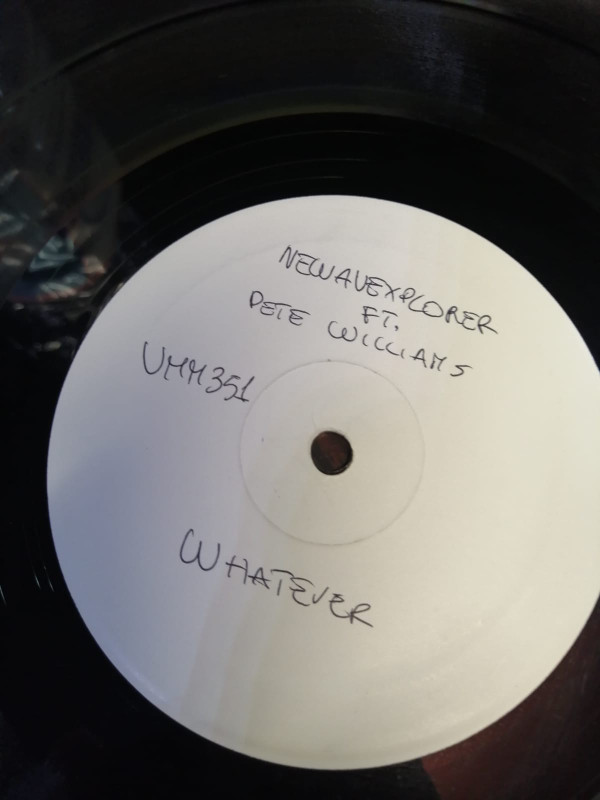 NEWAVEXPLORER
FT.
PETE WILLIAMS
UMM351
WHATEVER